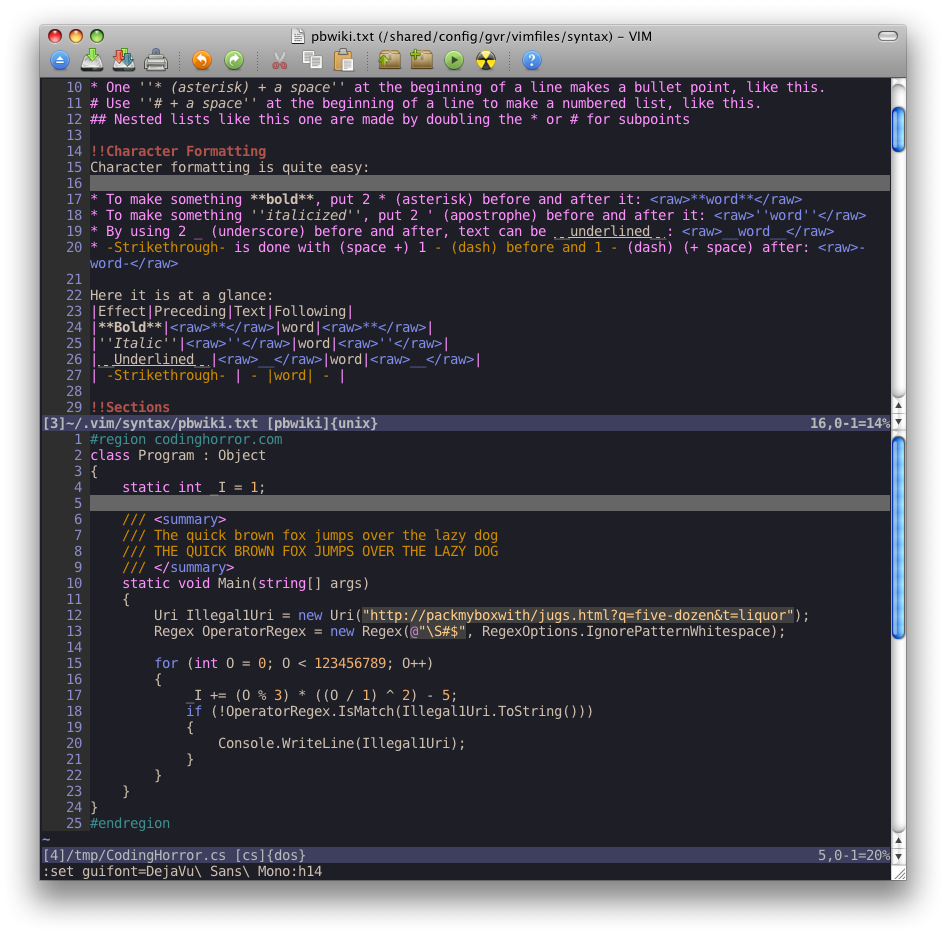 pbwiki.txt (/shared/config/gvr/vimfiles/syntax) – VIM
10 * One ''* (asterisk) + a space'' at the beginning of a line makes a bullet point, like this.
11 # Use ''# + a space'' at the beginning of a line to make a numbered list, like this.
12 ## Nested lists like this one are made by doubling the * or # for subpoints
13
14 !!Character Formatting
15 Character formatting is quite easy:
16
17 * To make something **bold**, put 2 * (asterisk) before and after it: <raw>**word**</raw>
18 * To make something ''italicized'', put 2 ' (apostrophe) before and after it: <raw>''word''</raw>
19 * By using 2 _ (underscore) before and after, text can be __underlined__: <raw>__word__</raw>
20 * -Strikethrough- is done with (space +) 1 - (dash) before and 1 - (dash) (+ space) after: <raw>-
word-</raw>
21
22 Here it is at a glance:
23 |Effect|Preceding|Text|Following|
24 |**Bold**|<raw>**</raw>|word|<raw>**</raw>|
25 |''Italic''|<raw>''</raw>|word|<raw>''</raw>|
26 |__Underlined__|<raw>__</raw>|word|<raw>__</raw>|
27 | -Strikethrough- | - |word| - |
28
29 !!Sections
[3]~/.vim/syntax/pbwiki.txt [pbwiki]{unix} 16,0-1=14%
1 #region codinghorror.com
2 class Program : Object
3 {
4     static int _I = 1;
5
6     /// <summary>
7     /// The quick brown fox jumps over the lazy dog
8     /// THE QUICK BROWN FOX JUMPS OVER THE LAZY DOG
9     /// </summary>
10     static void Main(string[] args)
11     {
12         Uri Illegal1Uri = new Uri("http://packmyboxwith/jugs.html?q=five-dozen&t=liquor");
13         Regex OperatorRegex = new Regex(@"\S#$", RegexOptions.IgnorePatternWhitespace);
14
15         for (int O = 0; O < 123456789; O++)
16         {
17             _I += (O % 3) * ((O / 1) ^ 2) - 5;
18             if (!OperatorRegex.IsMatch(Illegal1Uri.ToString()))
19             {
20                 Console.WriteLine(Illegal1Uri);
21             }
22         }
23     }
24 }
25 #endregion
~
[4]/tmp/CodingHorror.cs [cs]{dos} 5,0-1=20%
:set guifont=DejaVu\ Sans\ Mono:h14